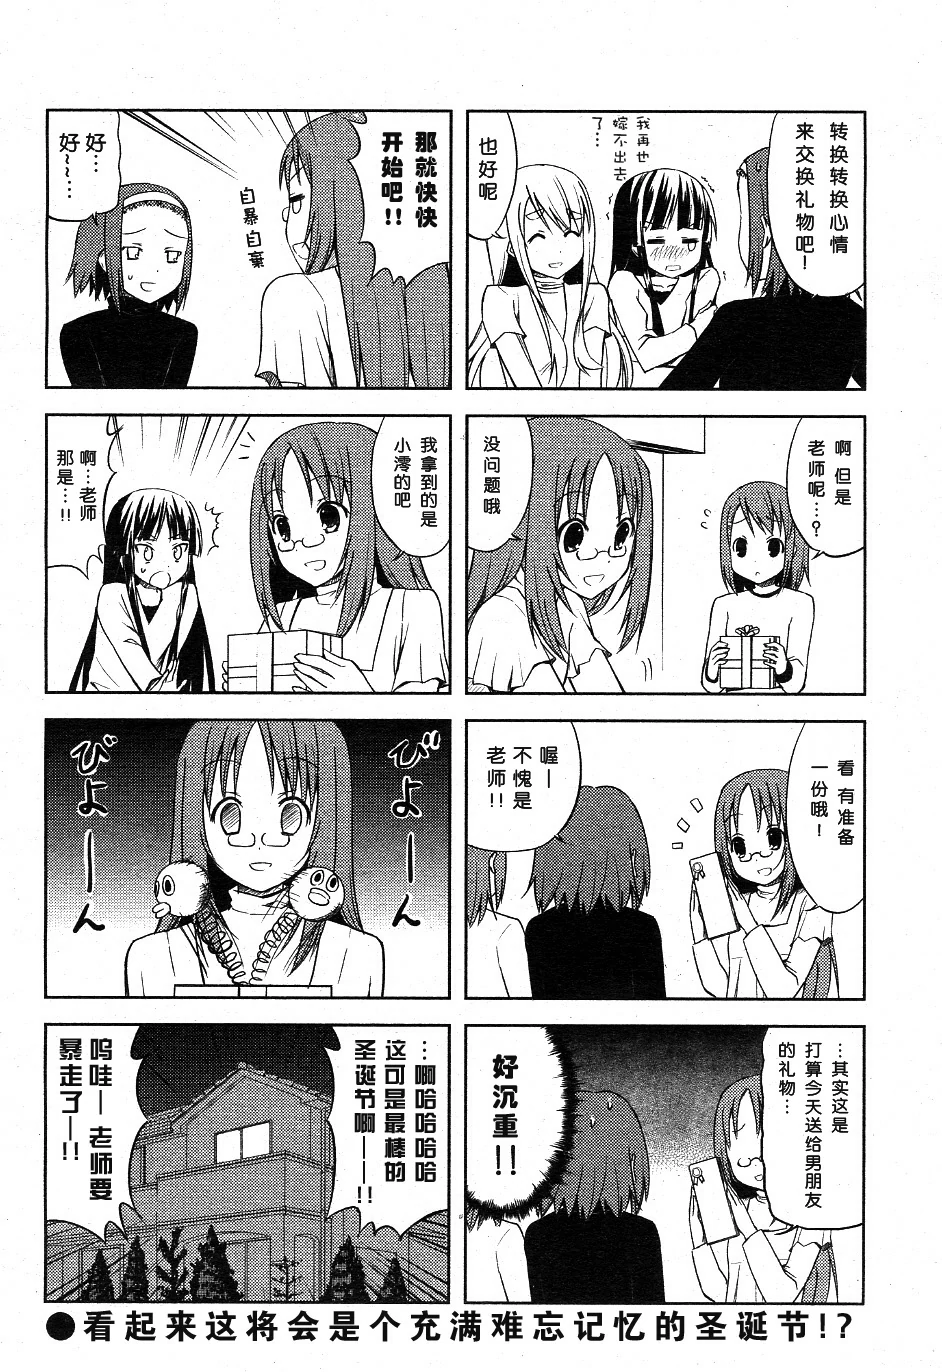 转换转换心情
来交换礼物吧！
我再也
嫁不出去
了…
也好呢
啊 但是
老师呢…?
没问题哦
看 有准备
一份哦！
喔—
不愧是
老师!!
…其实这是
打算今天送给男朋友
的礼物…
好沉重!!
那就快快
开始吧!!
自暴自棄
好…
好~~…
我拿到的是
小澪的吧
啊…老师
那是…!!
びよーーん
びよーーん
…啊哈哈哈哈
这可是最棒的
圣诞节啊——!!
呜哇— 老师要
暴走了—!!
●看起来这将会是个充满难忘记忆的圣诞节!?